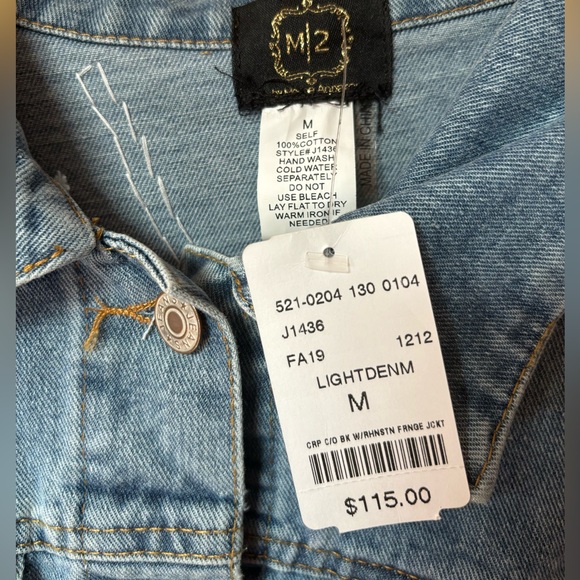 M|2
M
SELF
100%COTTON
STYLE# J1436
HAND WASH
COLD WATER
SEPARATELY
DO NOT
USE BLEACH
LAY FLAT TO DRY
WARM IRON IF
NEEDED
MADE IN CHINA
521-0204 130 0104
J1436
FA19 1212
LIGHTDENM
M
CRP C/O BK W/RHNSTN FRNGE JCKT
$115.00
JEANS